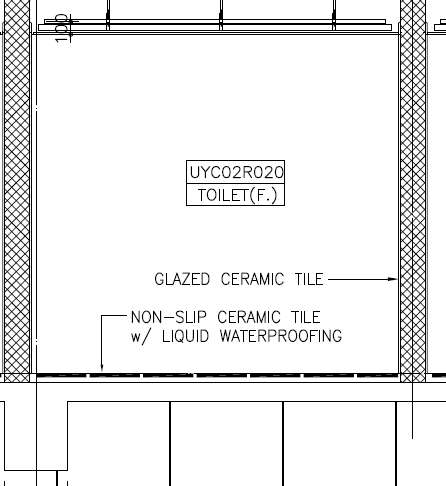 100
UYC02R020
TOILET(F.)
GLAZED CERAMIC TILE
NON-SLIP CERAMIC TILE
w/ LIQUID WATERPROOFING